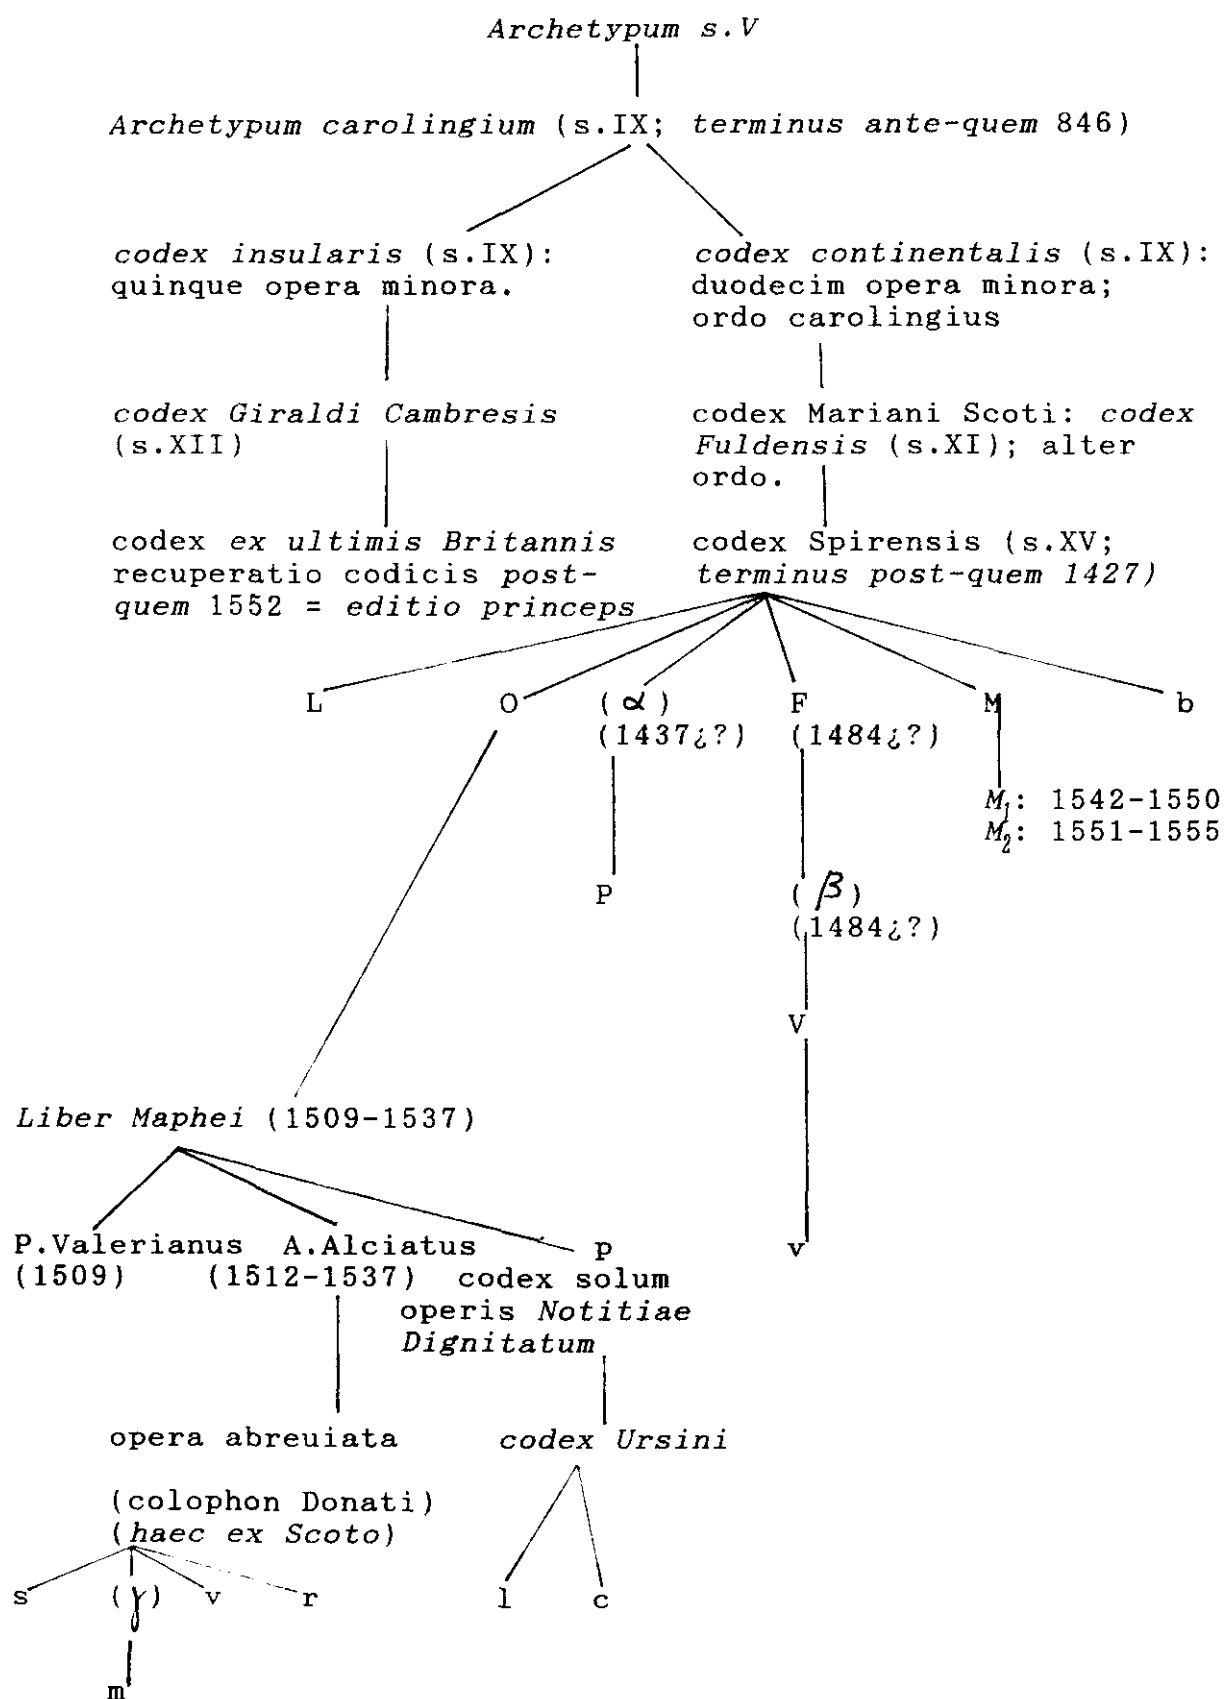 Archetypum s.V
Archetypum carolingium (s.IX; terminus ante-quem 846)
codex insularis (s.IX):
quinque opera minora.
codex continentalis (s.IX):
duodecim opera minora;
ordo carolingius
codex Giraldi Cambresis
(s.XII)
codex Mariani Scoti: codex
Fuldensis (s.XI); alter
ordo.
codex ex ultimis Britannis
recuperatio codicis post-
quem 1552 = editio princeps
codex Spirensis (s.XV;
terminus post-quem 1427)
L O (α) F M b
(1437¿?) (1484¿?)
M1: 1542-1550
M2: 1551-1555
P (β)
(1484¿?)
V
Liber Maphei (1509-1537)
P.Valerianus A.Alciatus p v
(1509) (1512-1537) codex solum
operis Notitiae
Dignitatum
opera abreuiata codex Ursini
(colophon Donati)
(haec ex Scoto)
s (γ) v r l c
m